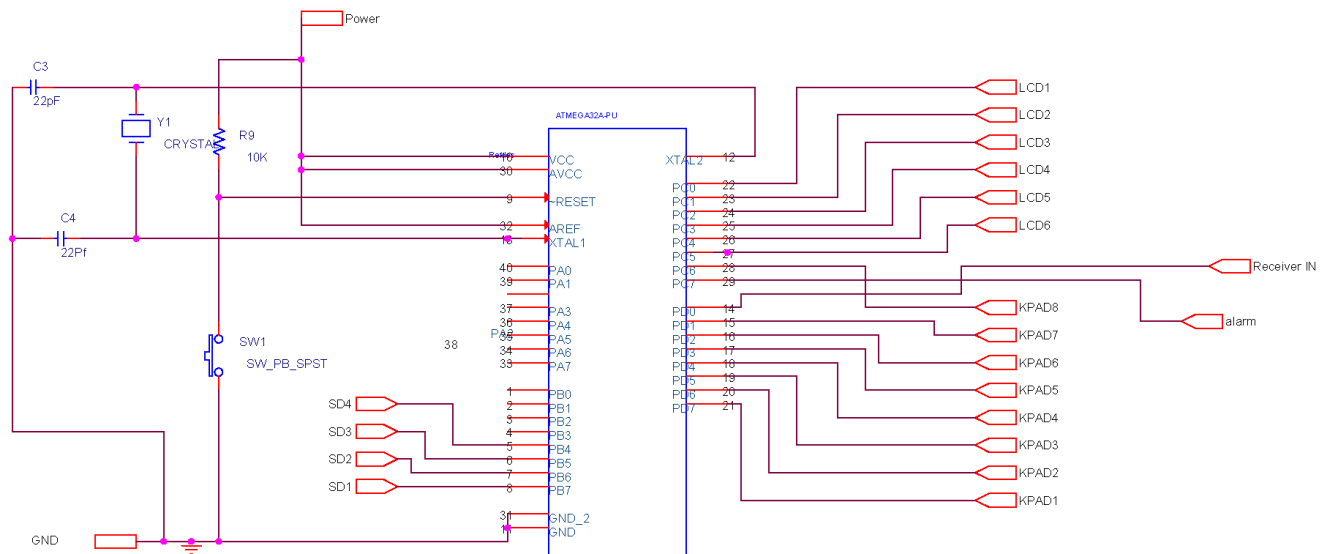 Power
C3
22pF
Y1
R9
10K
ATMEGA32A-PU
VCC
30
AVCC
9
~RESET
32
AREF
XTAL1
C4
22Pf
40
PA0
39
PA1
37
PA3
36
PA4
PA5
34
PA6
33
PA7
38
SW1
SW_PB_SPST
1
PB0
2
PB1
3
PB2
4
PB3
5
PB4
6
PB5
7
PB6
8
PB7
SD4
SD3
SD2
SD1
31
GND_2
GND
GND
XTAL2
12
PC0
22
PC1
23
PC2
24
PC3
25
PC4
26
PC5
27
PC6
28
PC7
29
PD0
14
PD1
15
PD2
16
PD3
17
PD4
18
PD5
19
PD6
20
PD7
21
LCD1
LCD2
LCD3
LCD4
LCD5
LCD6
Receiver IN
KPAD8
alarm
KPAD7
KPAD6
KPAD5
KPAD4
KPAD3
KPAD2
KPAD1